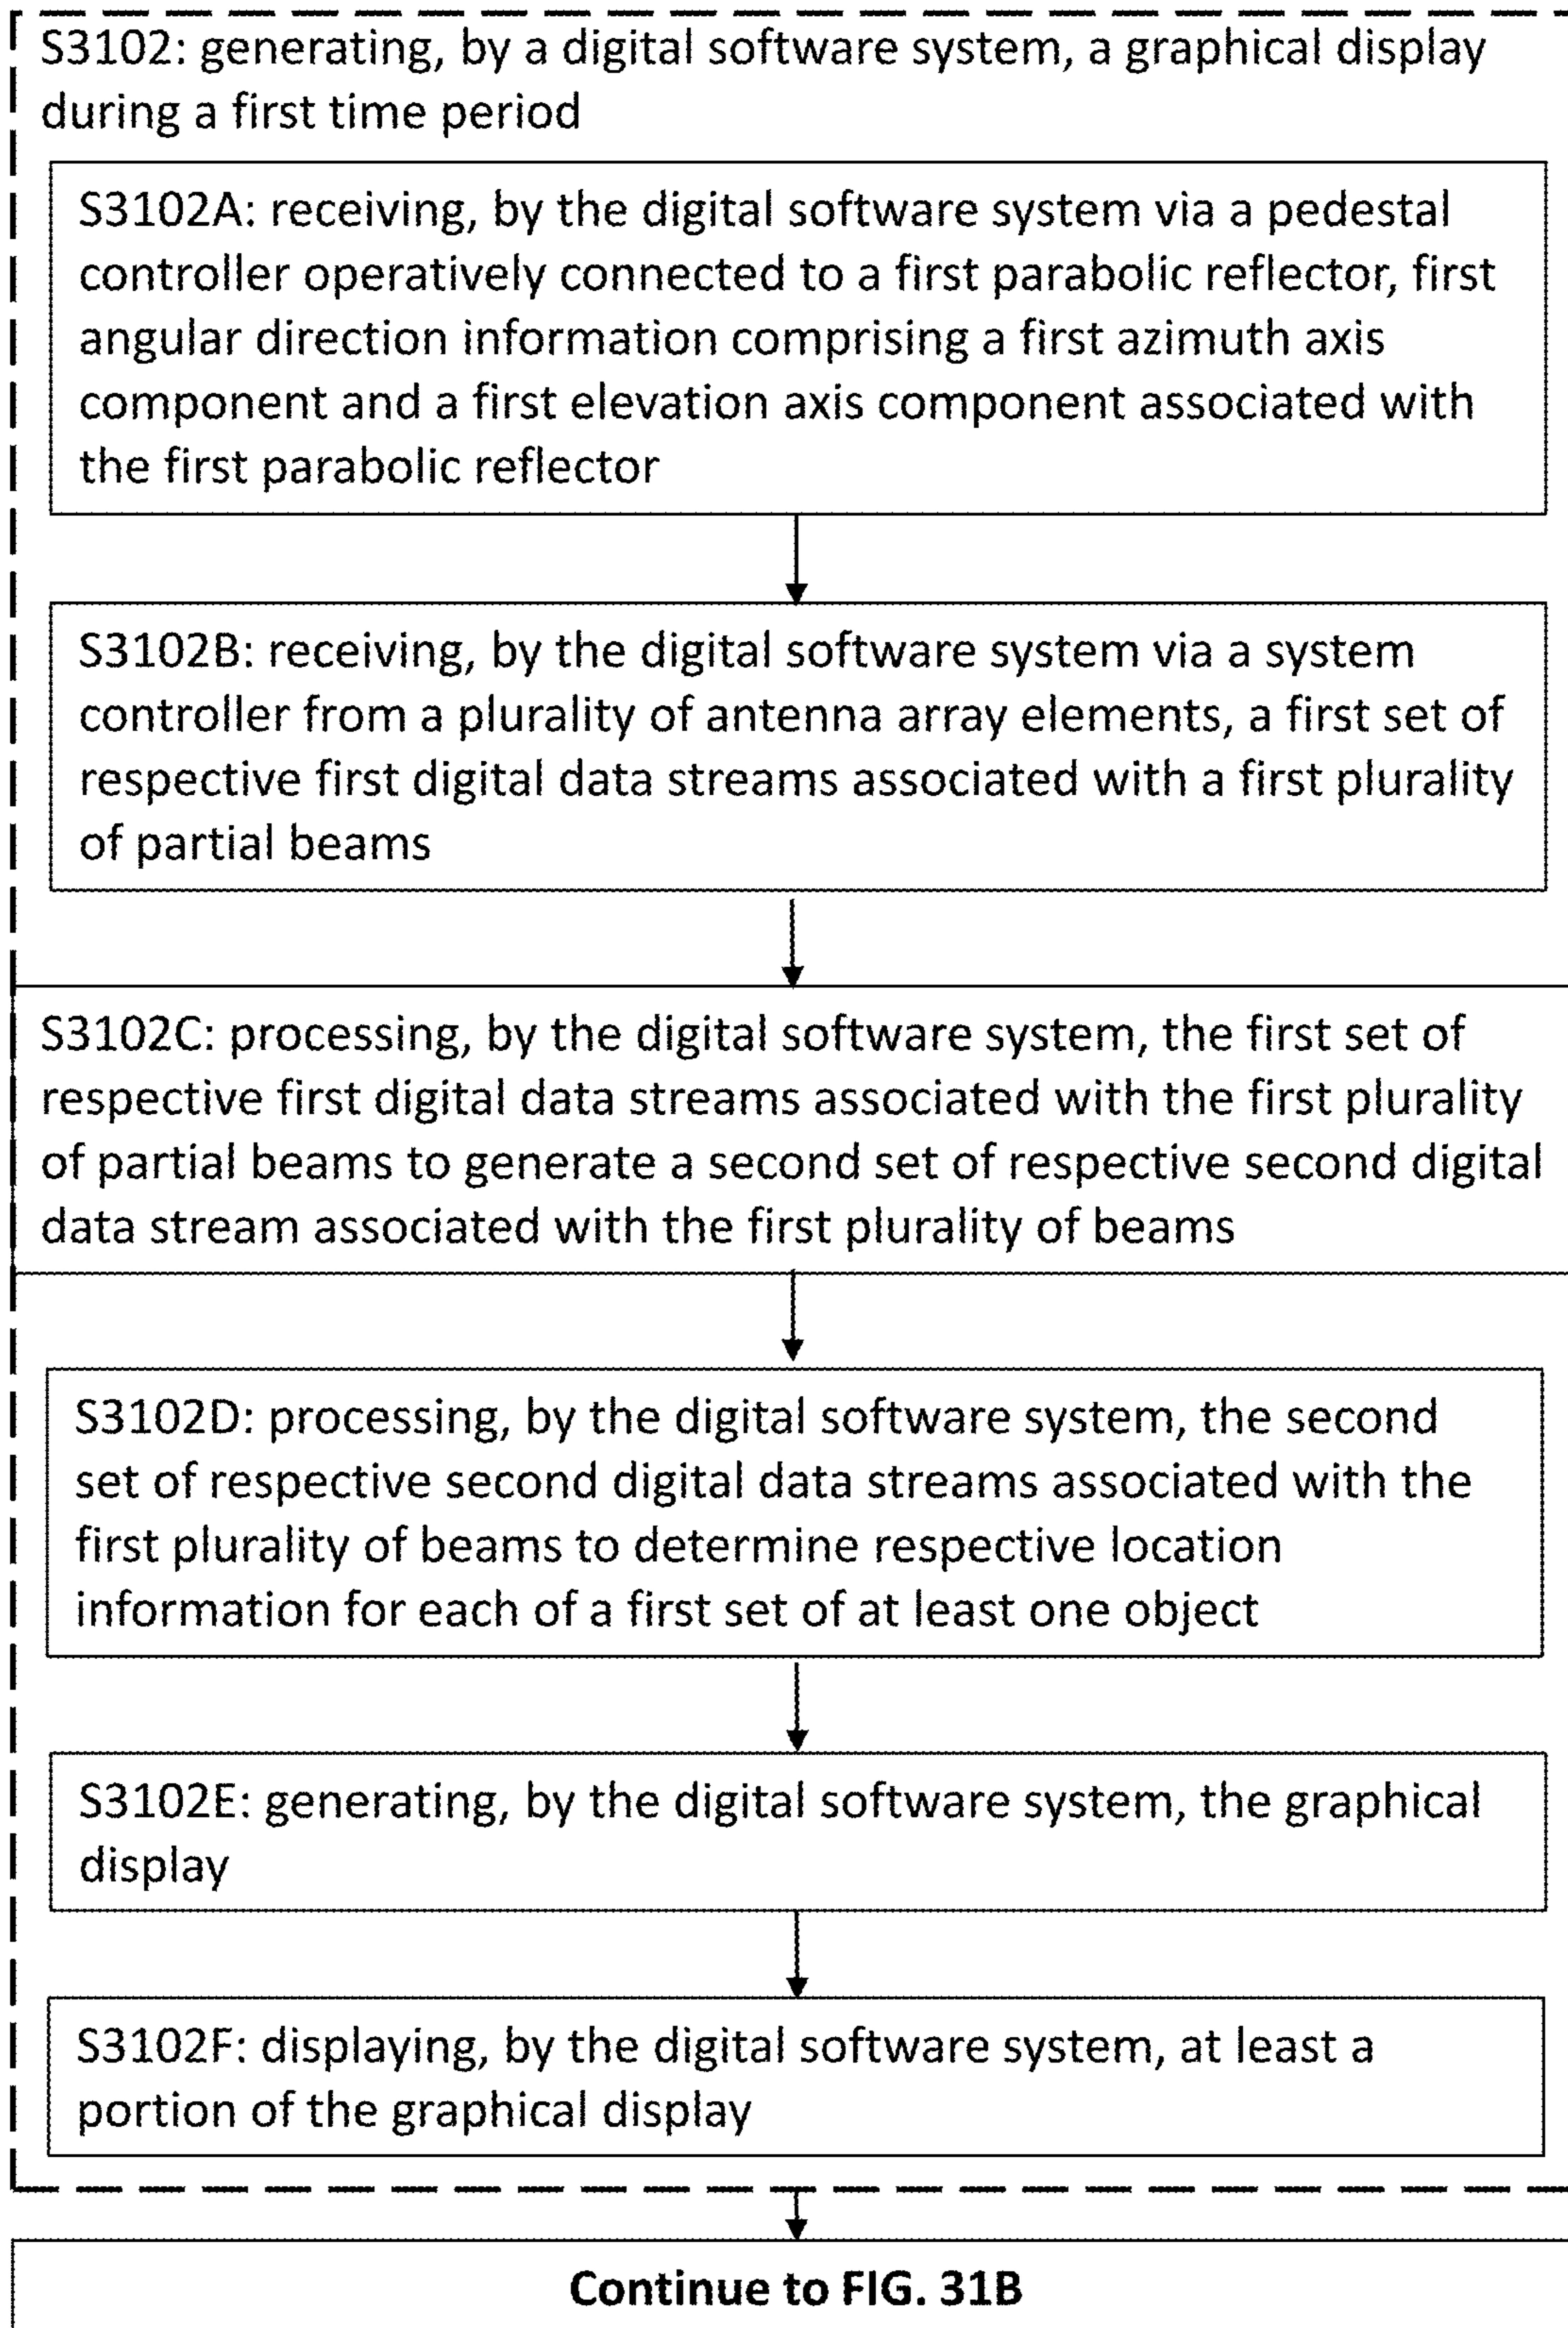 S3102: generating, by a digital software system, a graphical display
during a first time period
S3102A: receiving, by the digital software system via a pedestal
controller operatively connected to a first parabolic reflector, first
angular direction information comprising a first azimuth axis
component and a first elevation axis component associated with
the first parabolic reflector
S3102B: receiving, by the digital software system via a system
controller from a plurality of antenna array elements, a first set of
respective first digital data streams associated with a first plurality
of partial beams
S3102C: processing, by the digital software system, the first set of
respective first digital data streams associated with the first plurality
of partial beams to generate a second set of respective second digital
data stream associated with the first plurality of beams
S3102D: processing, by the digital software system, the second
set of respective second digital data streams associated with the
first plurality of beams to determine respective location
information for each of a first set of at least one object
S3102E: generating, by the digital software system, the graphical
display
S3102F: displaying, by the digital software system, at least a
portion of the graphical display
Continue to FIG. 31B